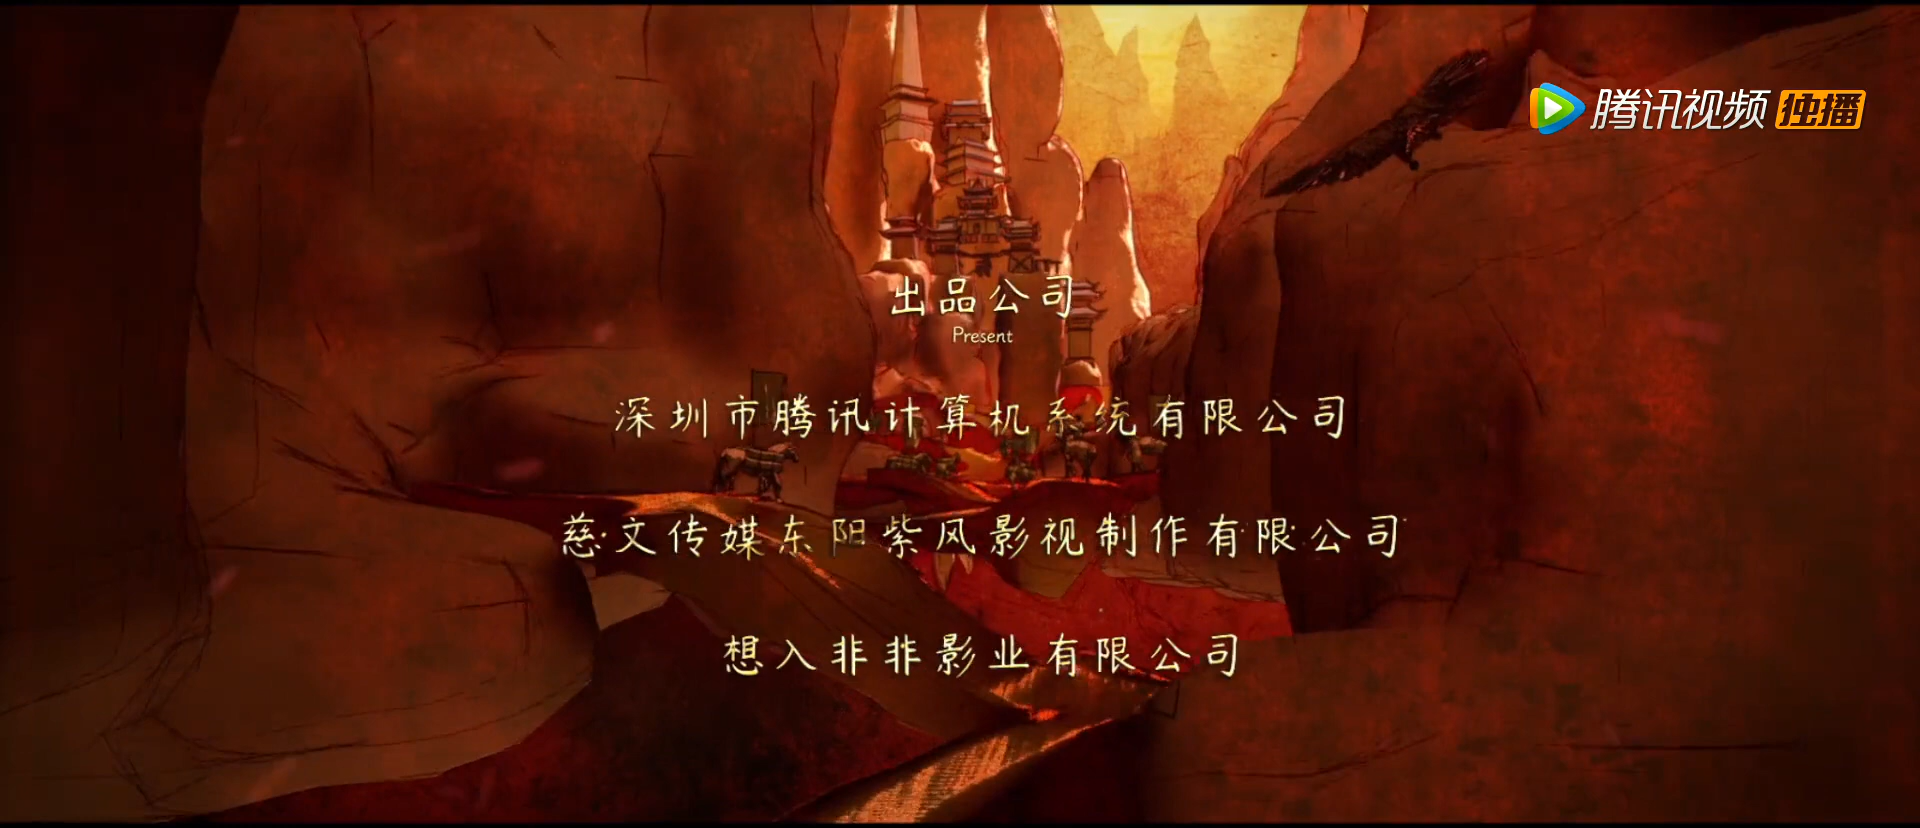 腾讯视频 独播
出品公司
Present
深圳市腾讯计算机系统有限公司
慈文传媒东阳紫风影视制作有限公司
想入非非影业有限公司